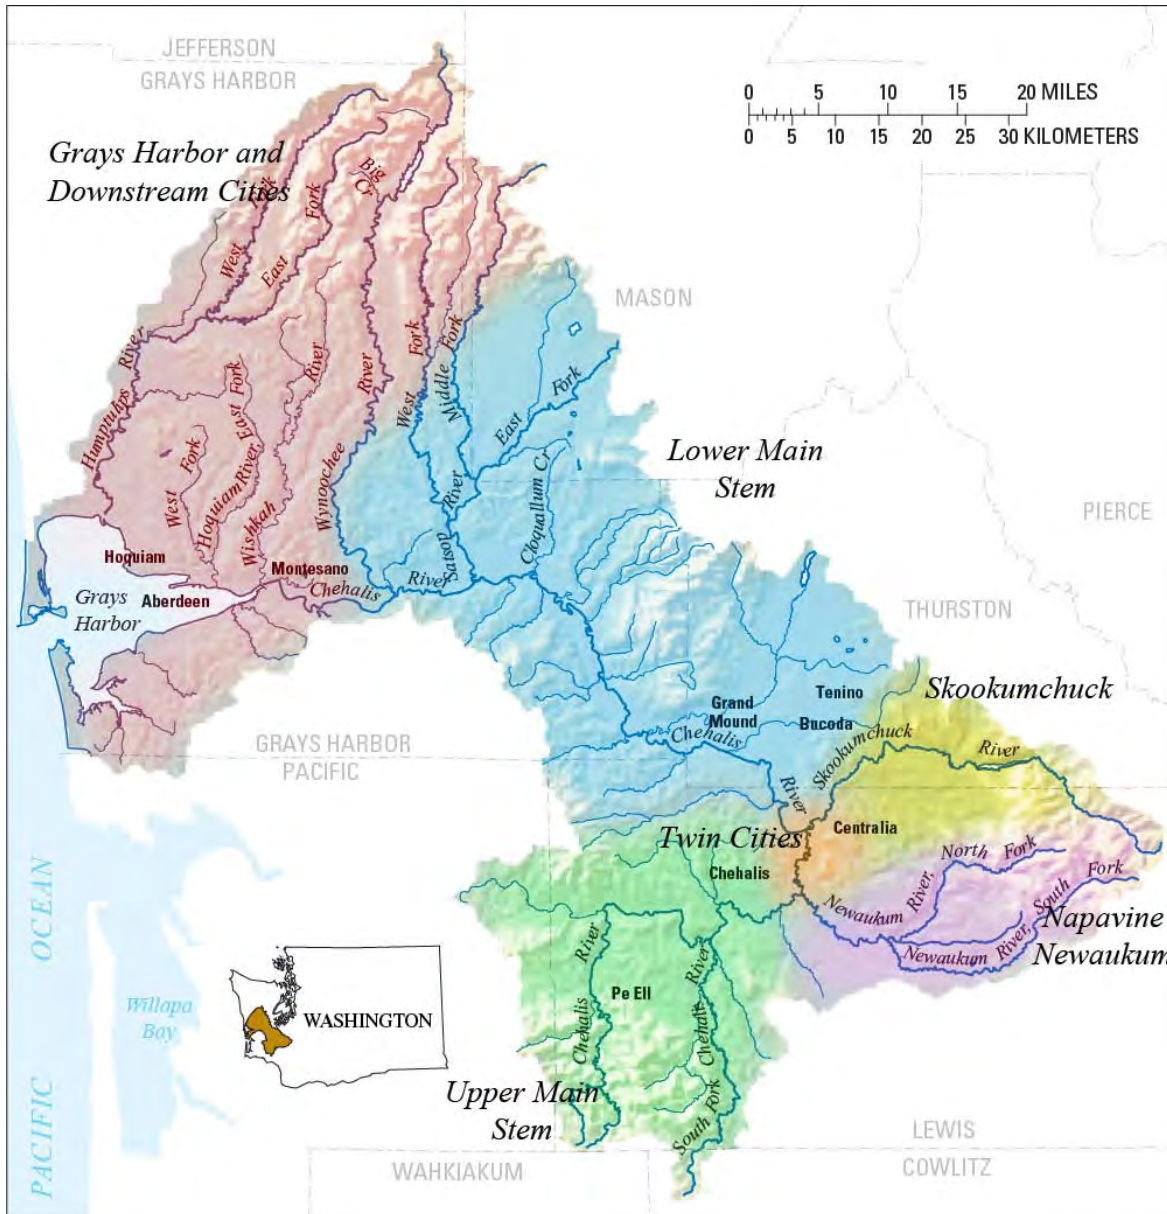 JEFFERSON
GRAYS HARBOR
0 5 10 15 20 MILES
0 5 10 15 20 25 30 KILOMETERS
Grays Harbor and
Downstream Cities
Big
Cr
West Fork
East Fork
MASON
Humptulips River
West Fork
Hoquiam River, East Fork
Wishkah River
Wynoochee River
West Fork
Middle Fork
East Fork
Satsop River
Cloquallum Cr
Lower Main
Stem
PIERCE
Hoquiam
Montesano
Chehalis River
Aberdeen
Grays
Harbor
THURSTON
Skookumchuck
Tenino
Grand
Mound
Bucoda
Chehalis River
Skookumchuck River
GRAYS HARBOR
PACIFIC
Twin Cities
Centralia
Chehalis
Newaukum River, North Fork
Newaukum River, South Fork
Napavine
Newaukum
PACIFIC OCEAN
Willapa
Bay
WASHINGTON
Pe Ell
Chehalis River
South Fork Chehalis River
Upper Main
Stem
LEWIS
COWLITZ
WAHKIAKUM